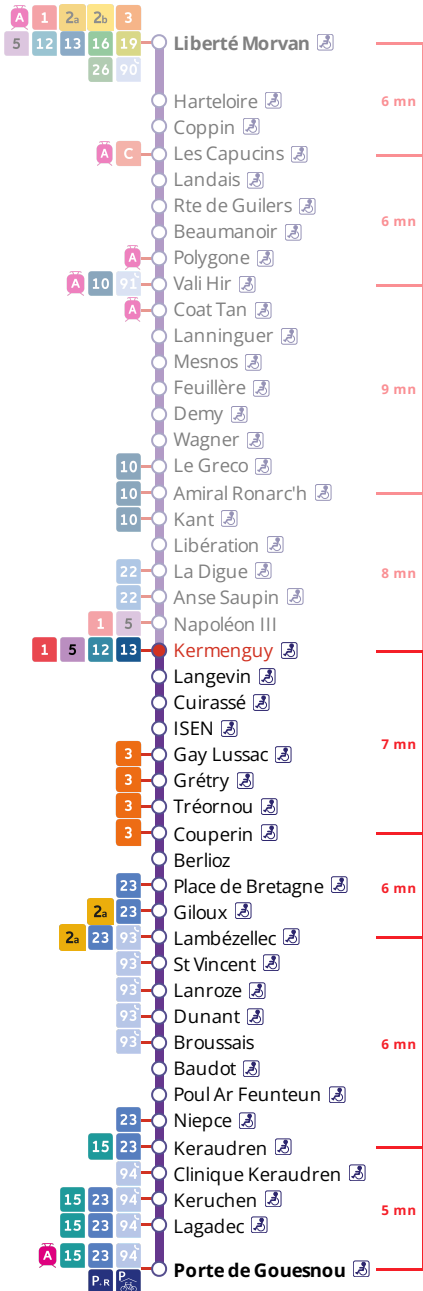 A 1 2a 2b 3
5 12 13 16 19 Liberté Morvan
26 90
Harteloire
6 mn
Coppin
A C Les Capucins
Landais
Rte de Guilers
6 mn
Beaumanoir
A Polygone
A 10 91 Vali Hir
A Coat Tan
Lanninguer
Mesnos
Feuillère
9 mn
Demy
Wagner
10 Le Greco
10 Amiral Ronarc'h
10 Kant
Libération
22 La Digue
8 mn
22 Anse Saupin
1 5 Napoléon III
1 5 12 13 Kermenguy
Langevin
Cuirassé
ISEN
7 mn
3 Gay Lussac
3 Grétry
3 Tréornou
3 Couperin
Berlioz
23 Place de Bretagne
6 mn
2a 23 Giloux
2a 23 93 Lambézellec
93 St Vincent
93 Lanroze
93 Dunant
93 Broussais
6 mn
Baudot
Poul Ar Feunteun
23 Niepce
15 23 Keraudren
94 Clinique Keraudren
15 23 94 Keruchen
5 mn
15 23 94 Lagadec
A 15 23 94 Porte de Gouesnou
P+R P